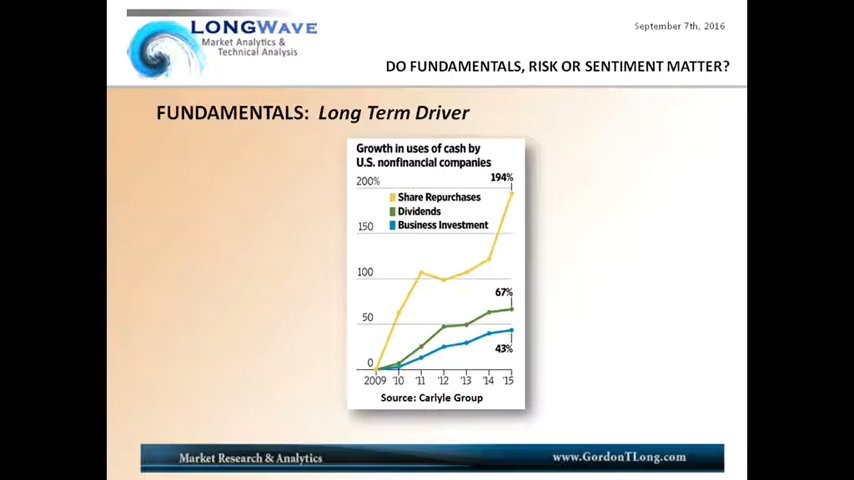 LONGWAVE
Market Analytics &
Technical Analysis
September 7th, 2016
DO FUNDAMENTALS, RISK OR SENTIMENT MATTER?
FUNDAMENTALS: Long Term Driver
Growth in uses of cash by
U.S. nonfinancial companies
200%
194%
Share Repurchases
Dividends
Business Investment
150
100
67%
50
43%
0
2009 '10 '11 '12 '13 '14 '15
Source: Carlyle Group
Market Research & Analytics
www.GordonTLong.com